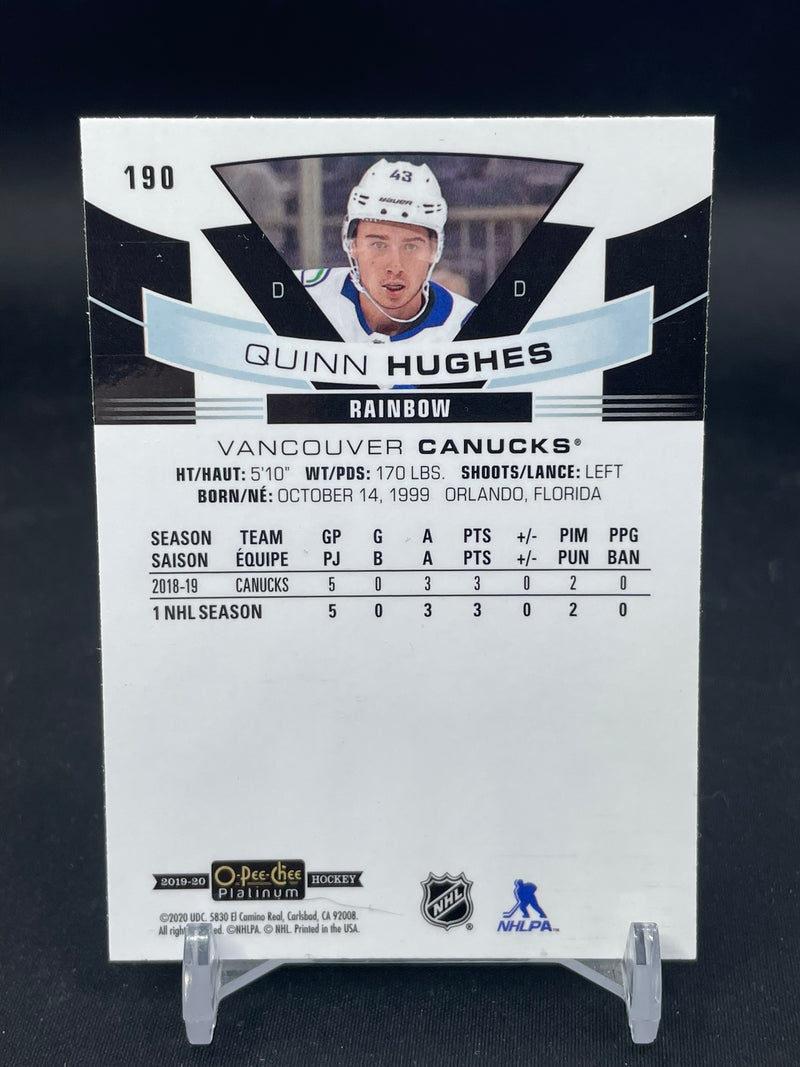 190
43
BAUER
D
D
QUINN HUGHES
RAINBOW
VANCOUVER CANUCKS®
HT/HAUT: 5'10" WT/PDS: 170 LBS. SHOOTS/LANCE: LEFT
BORN/NÉ: OCTOBER 14, 1999 ORLANDO, FLORIDA
SEASON TEAM GP G A PTS +/- PIM PPG
SAISON ÉQUIPE PJ B A PTS +/- PUN BAN
2018-19 CANUCKS 5 0 3 3 0 2 0
1 NHL SEASON 5 0 3 3 0 2 0
2019-20 O-Pee-Chee HOCKEY
Platinum
NHL ®
NHLPA™
©2020 UDC. 5830 El Camino Real, Carlsbad, CA 92008.
All ©NHLPA. © NHL. Printed in the USA.